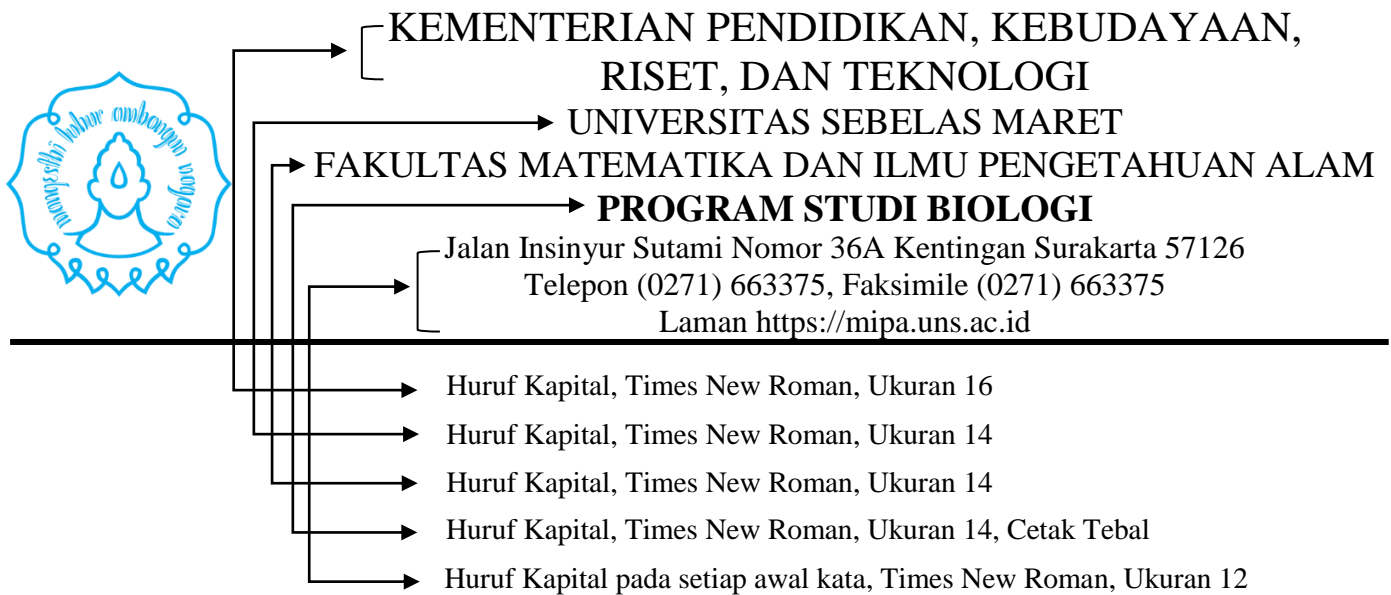 KEMENTERIAN PENDIDIKAN, KEBUDAYAAN,
RISET, DAN TEKNOLOGI
UNIVERSITAS SEBELAS MARET
FAKULTAS MATEMATIKA DAN ILMU PENGETAHUAN ALAM
PROGRAM STUDI BIOLOGI
Jalan Insinyur Sutami Nomor 36A Kentingan Surakarta 57126
Telepon (0271) 663375, Faksimile (0271) 663375
Laman https://mipa.uns.ac.id
mangesthi luhur ambangun nagara
Huruf Kapital, Times New Roman, Ukuran 16
Huruf Kapital, Times New Roman, Ukuran 14
Huruf Kapital, Times New Roman, Ukuran 14
Huruf Kapital, Times New Roman, Ukuran 14, Cetak Tebal
Huruf Kapital pada setiap awal kata, Times New Roman, Ukuran 12